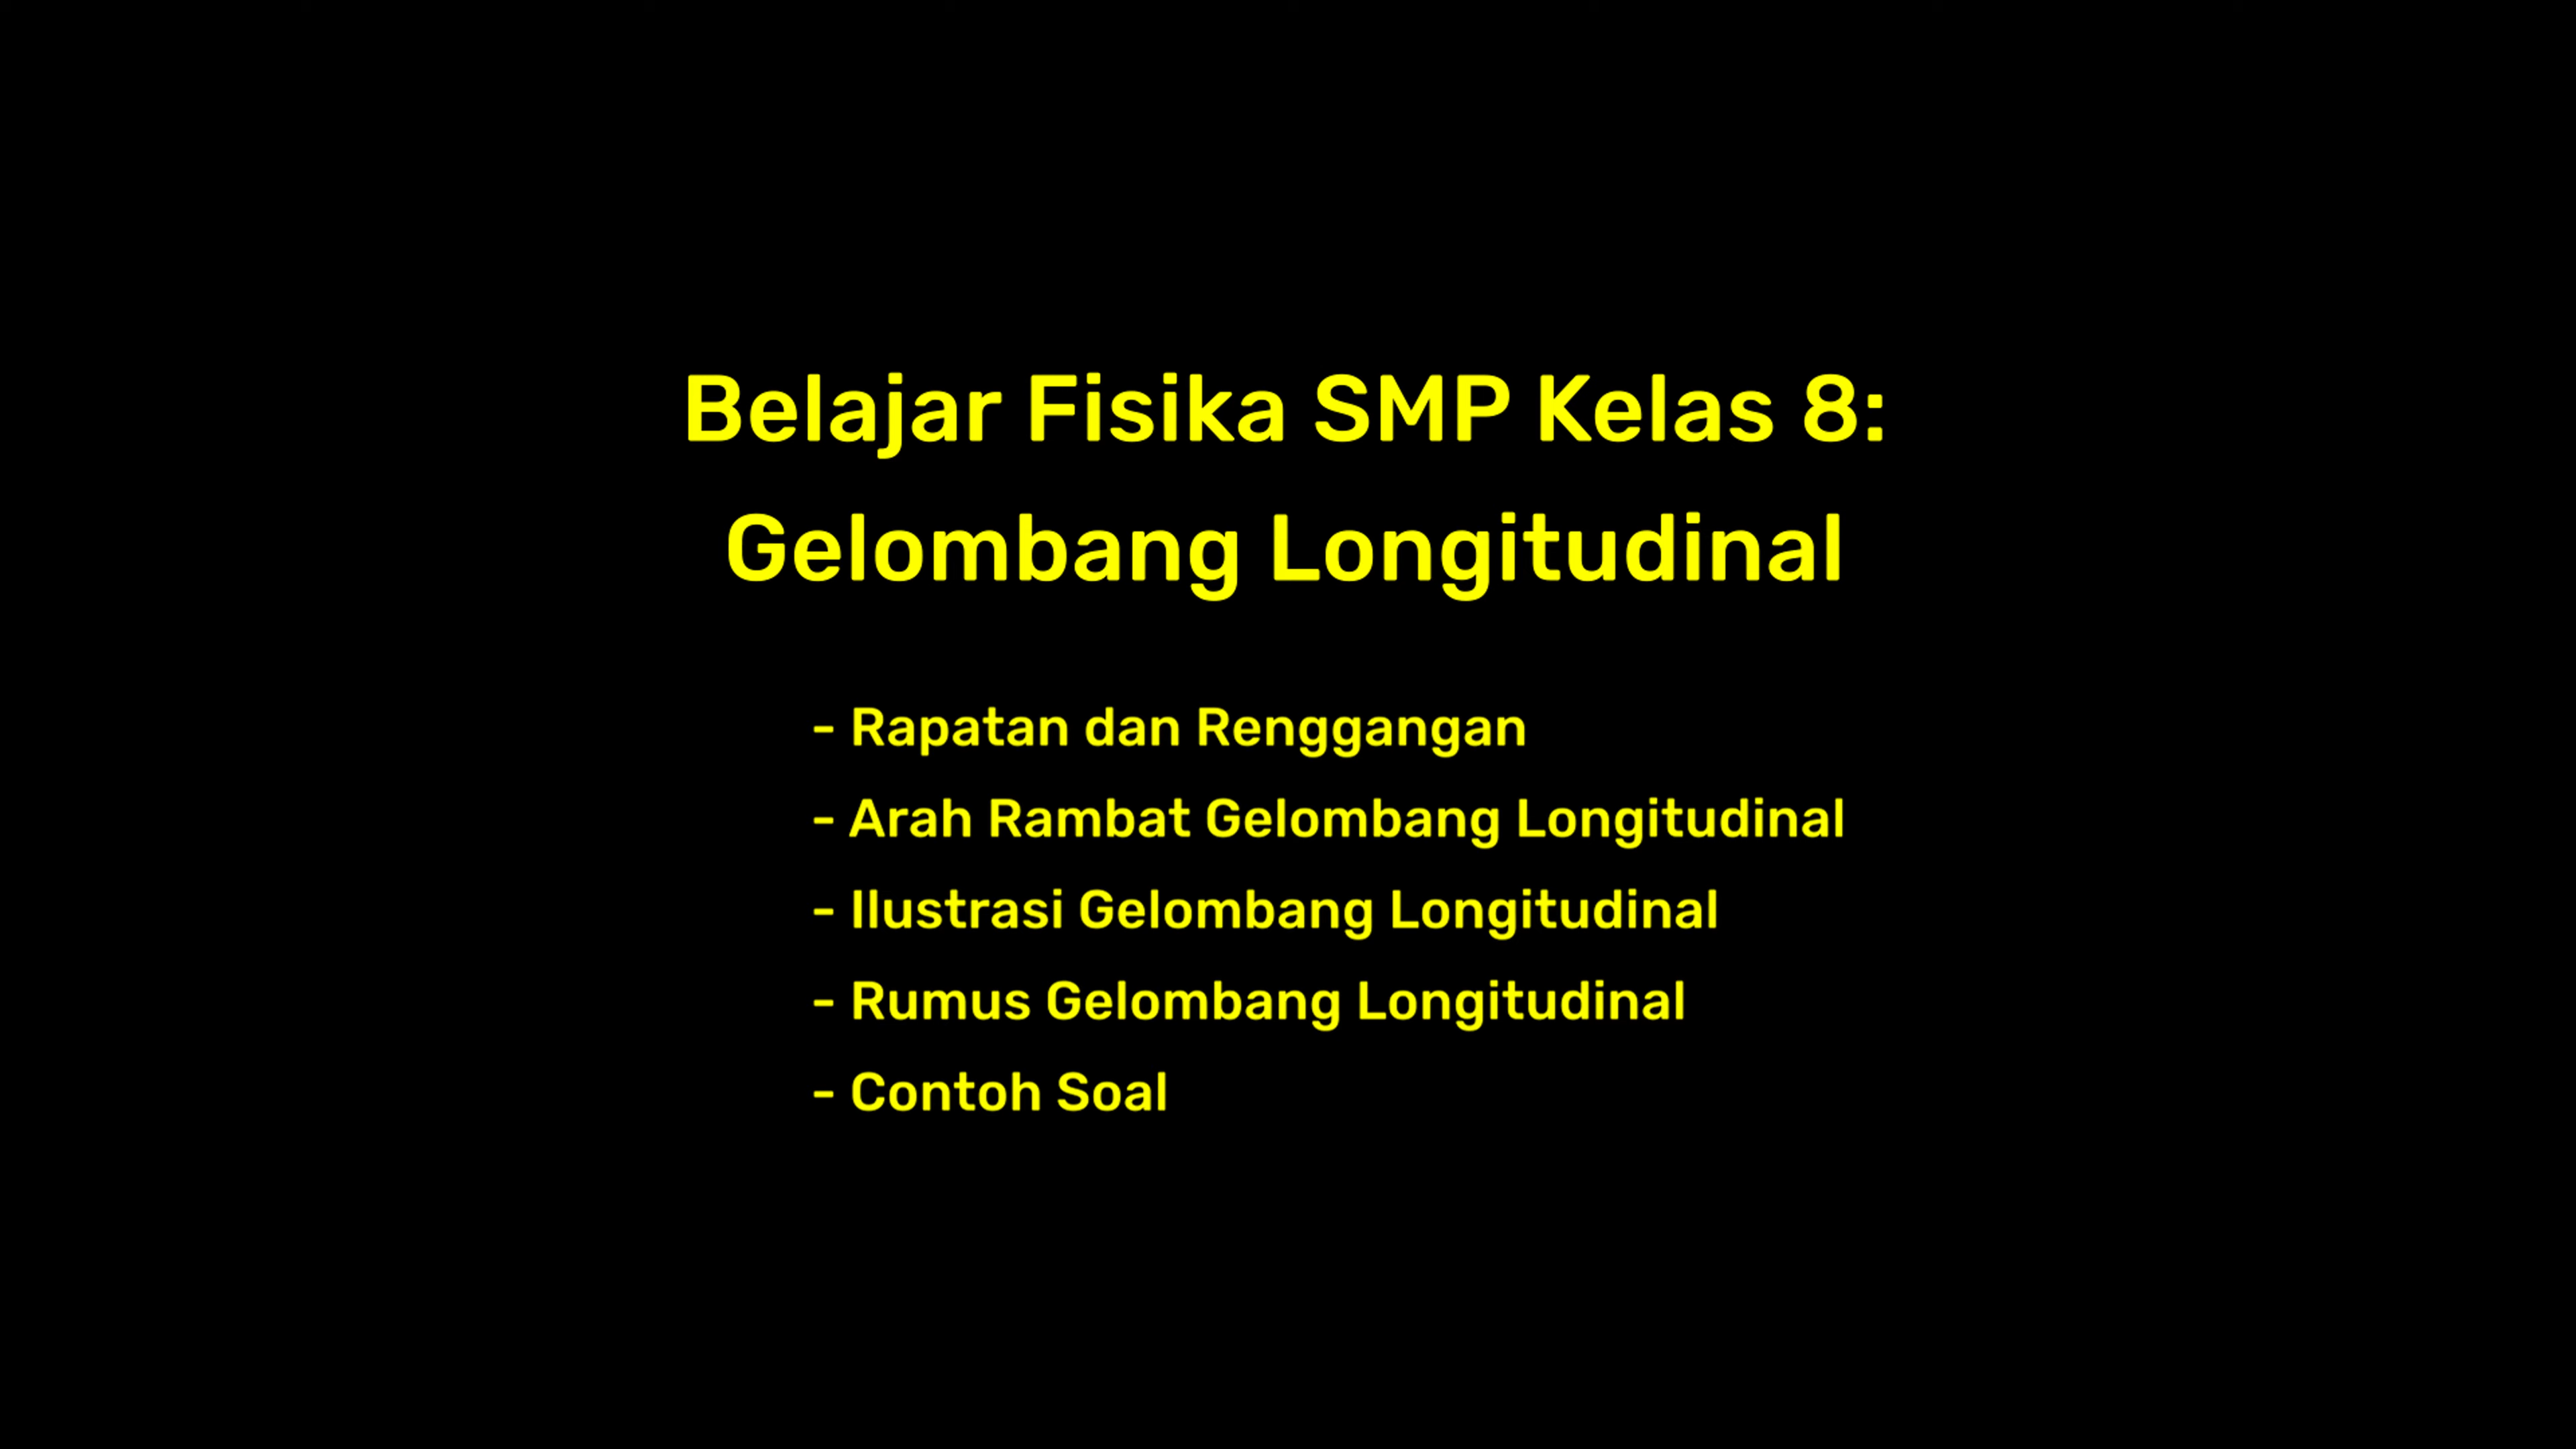 Belajar Fisika SMP Kelas 8:
Gelombang Longitudinal
- Rapatan dan Renggangan
- Arah Rambat Gelombang Longitudinal
- Ilustrasi Gelombang Longitudinal
- Rumus Gelombang Longitudinal
- Contoh Soal